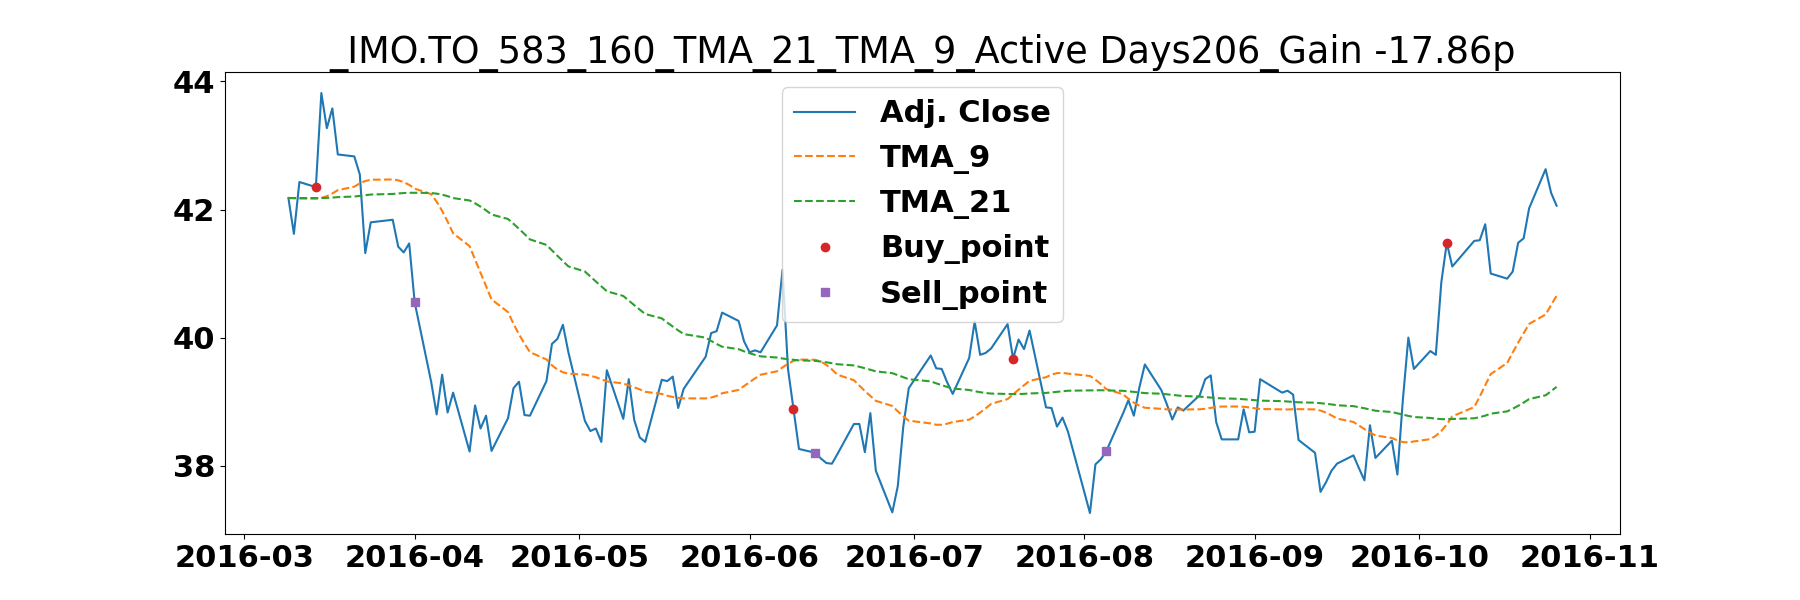 _IMO.TO_583_160_TMA_21_TMA_9_Active Days206_Gain -17.86p
44
42
40
38
Adj. Close
TMA_9
TMA_21
Buy_point
Sell_point
2016-03 2016-04 2016-05 2016-06 2016-07 2016-08 2016-09 2016-10 2016-11